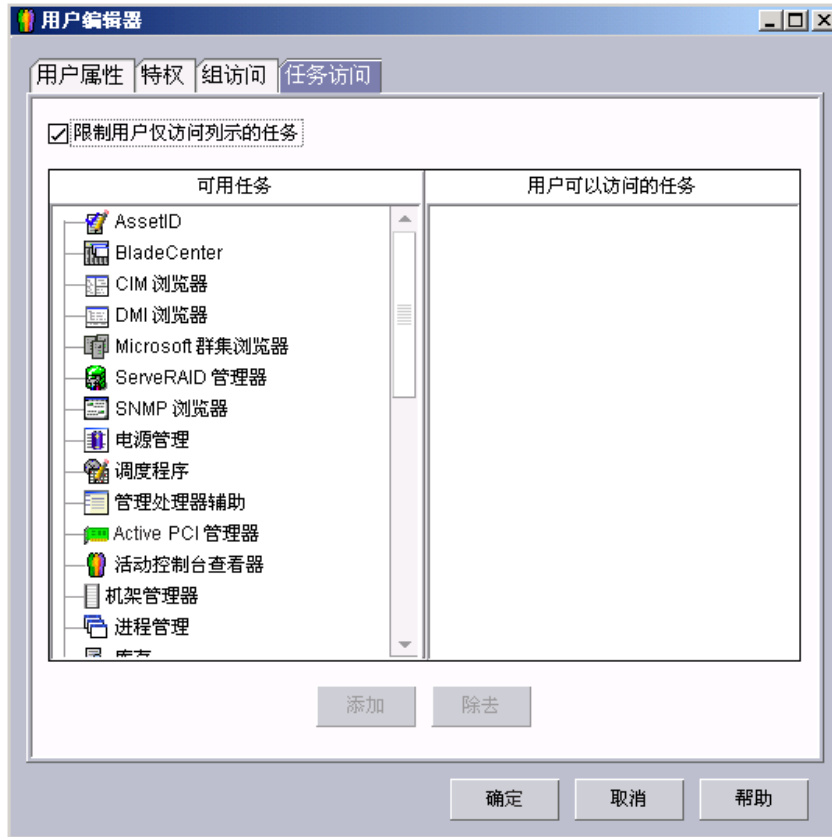 用户编辑器
用户属性 特权 组访问 任务访问
限制用户仅访问列示的任务
可用任务 用户可以访问的任务
AssetID
BladeCenter
CIM 浏览器
DMI 浏览器
Microsoft 群集浏览器
ServeRAID 管理器
SNMP 浏览器
电源管理
调度程序
管理处理器辅助
Active PCI 管理器
活动控制台查看器
机架管理器
进程管理
库存
添加 除去
确定 取消 帮助